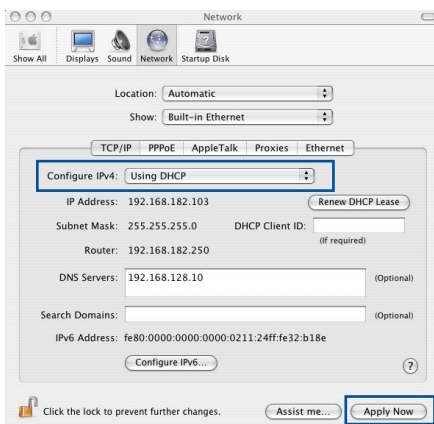 Network
Show All Displays Sound Network Startup Disk
Location: Automatic
Show: Built-in Ethernet
TCP/IP PPPoE AppleTalk Proxies Ethernet
Configure IPv4: Using DHCP
IP Address: 192.168.182.103 Renew DHCP Lease
Subnet Mask: 255.255.255.0 DHCP Client ID:
(If required)
Router: 192.168.182.250
DNS Servers: 192.168.128.10 (Optional)
Search Domains: (Optional)
IPv6 Address: fe80:0000:0000:0000:0211:24ff:fe32:b18e
Configure IPv6... ?
Click the lock to prevent further changes. Assist me... Apply Now